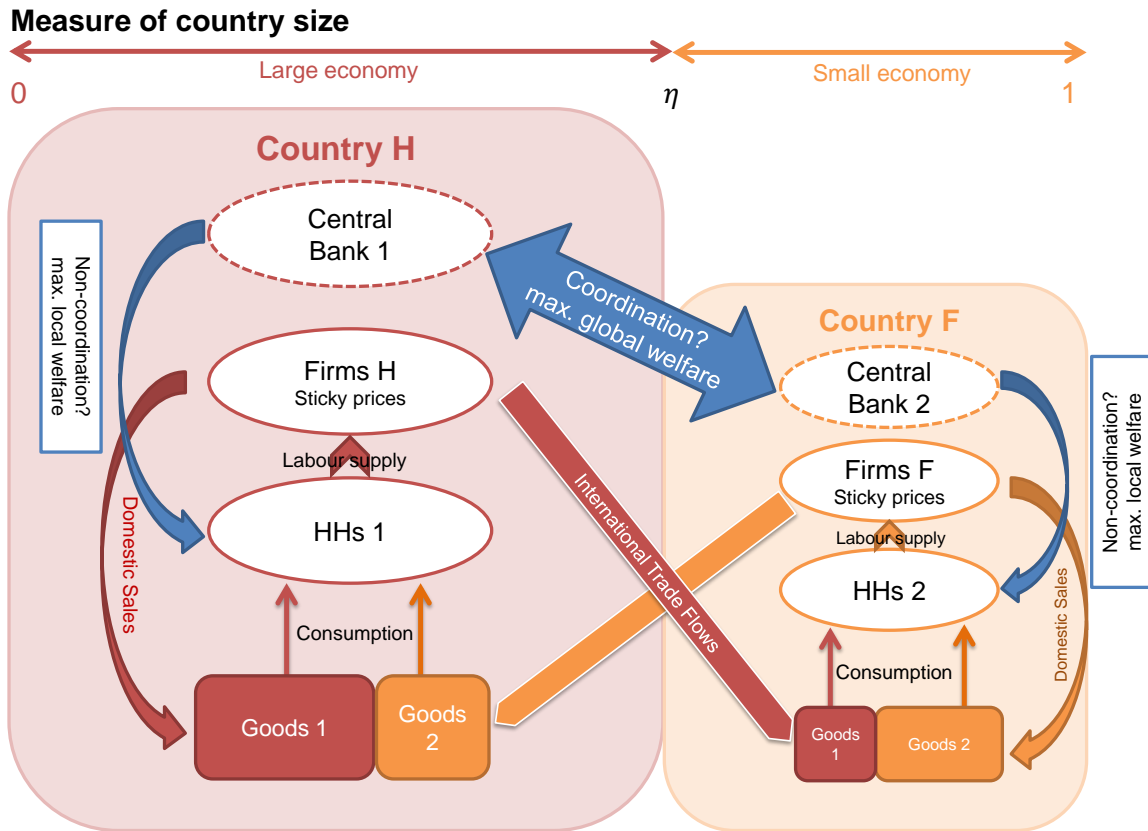 Measure of country size
Large economy
Small economy
0
η
1
Country H
Central
Bank 1
Non-coordination?
max. local welfare
Coordination?
max. global welfare
Country F
Firms H
Sticky prices
Central
Bank 2
Non-coordination?
max. local welfare
Labour supply
Firms F
Sticky prices
International Trade Flows
HHs 1
Labour supply
Domestic Sales
HHs 2
Domestic Sales
Consumption
Consumption
Goods 1
Goods
2
Goods
1
Goods 2